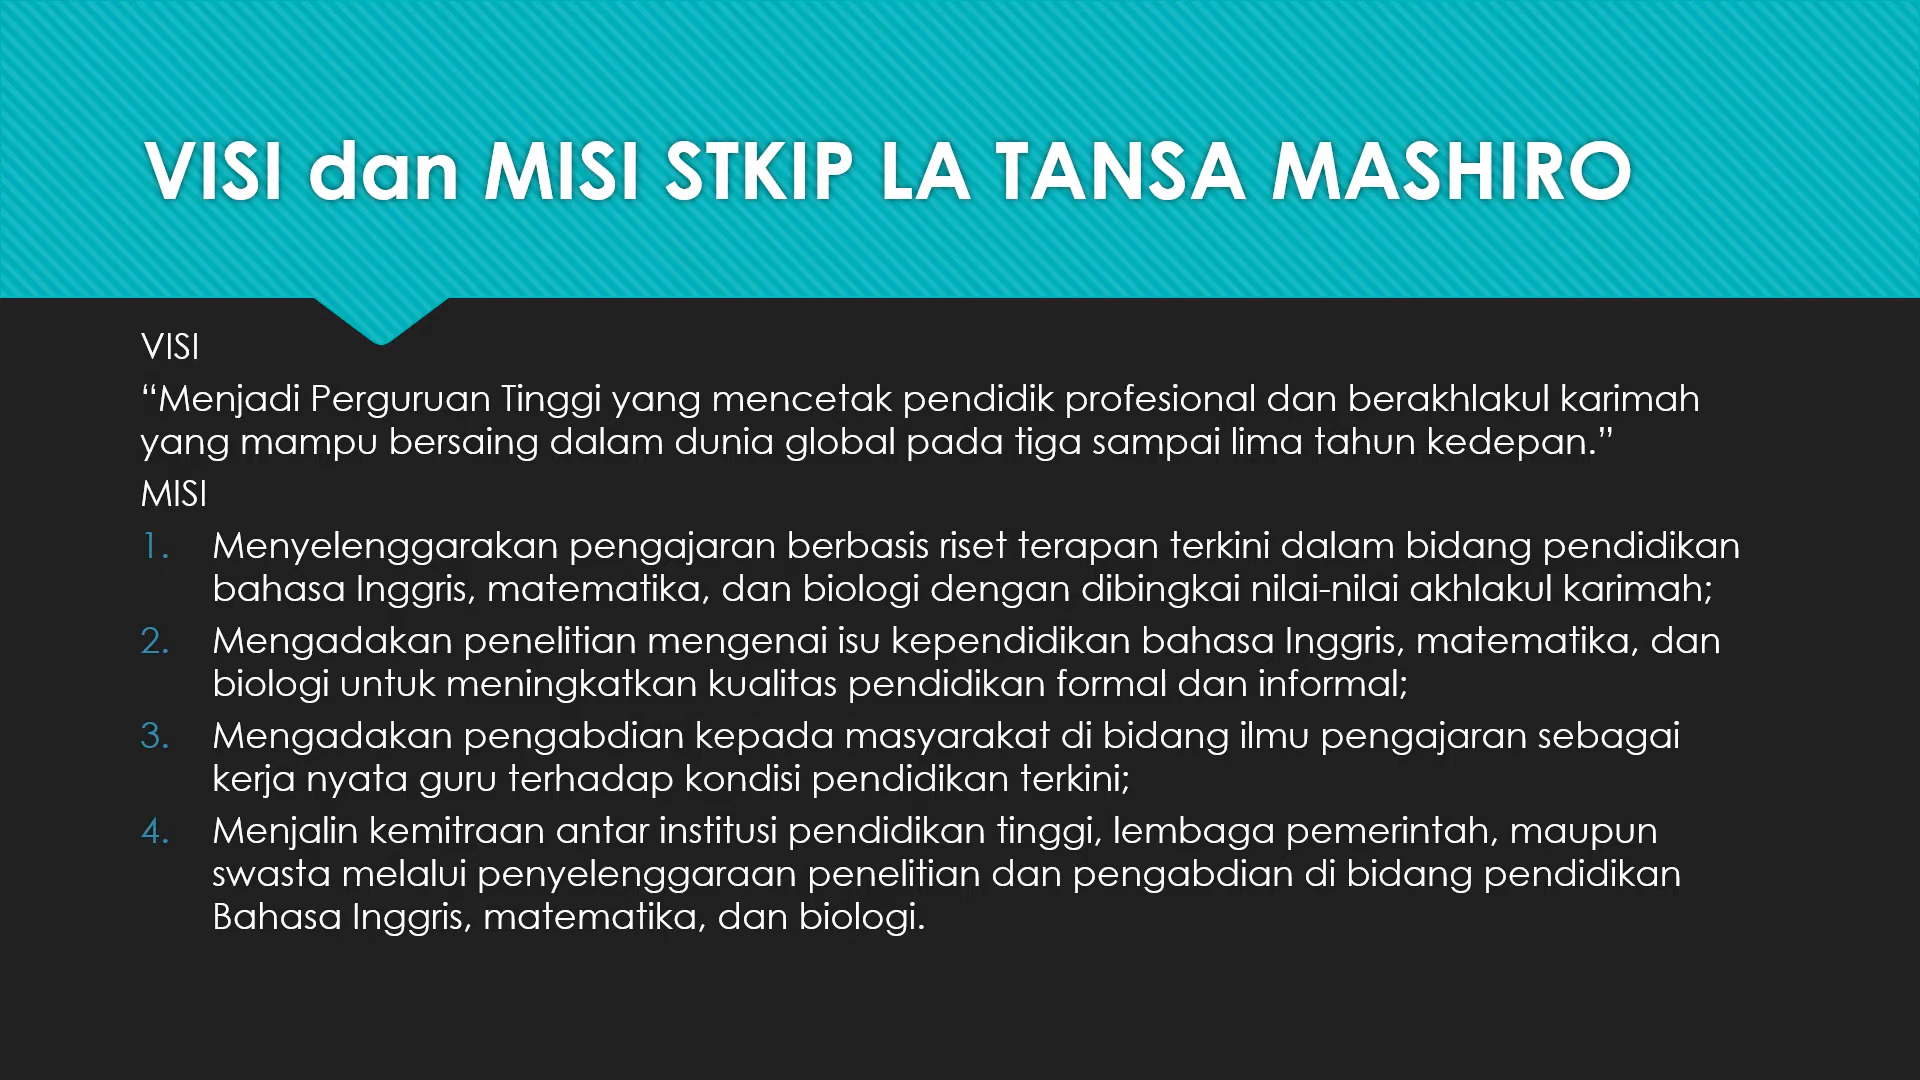 VISI dan MISI STKIP LA TANSA MASHIRO
VISI
“Menjadi Perguruan Tinggi yang mencetak pendidik profesional dan berakhlakul karimah
yang mampu bersaing dalam dunia global pada tiga sampai lima tahun kedepan.”
MISI
1. Menyelenggarakan pengajaran berbasis riset terapan terkini dalam bidang pendidikan
bahasa Inggris, matematika, dan biologi dengan dibingkai nilai-nilai akhlakul karimah;
2. Mengadakan penelitian mengenai isu kependidikan bahasa Inggris, matematika, dan
biologi untuk meningkatkan kualitas pendidikan formal dan informal;
3. Mengadakan pengabdian kepada masyarakat di bidang ilmu pengajaran sebagai
kerja nyata guru terhadap kondisi pendidikan terkini;
4. Menjalin kemitraan antar institusi pendidikan tinggi, lembaga pemerintah, maupun
swasta melalui penyelenggaraan penelitian dan pengabdian di bidang pendidikan
Bahasa Inggris, matematika, dan biologi.